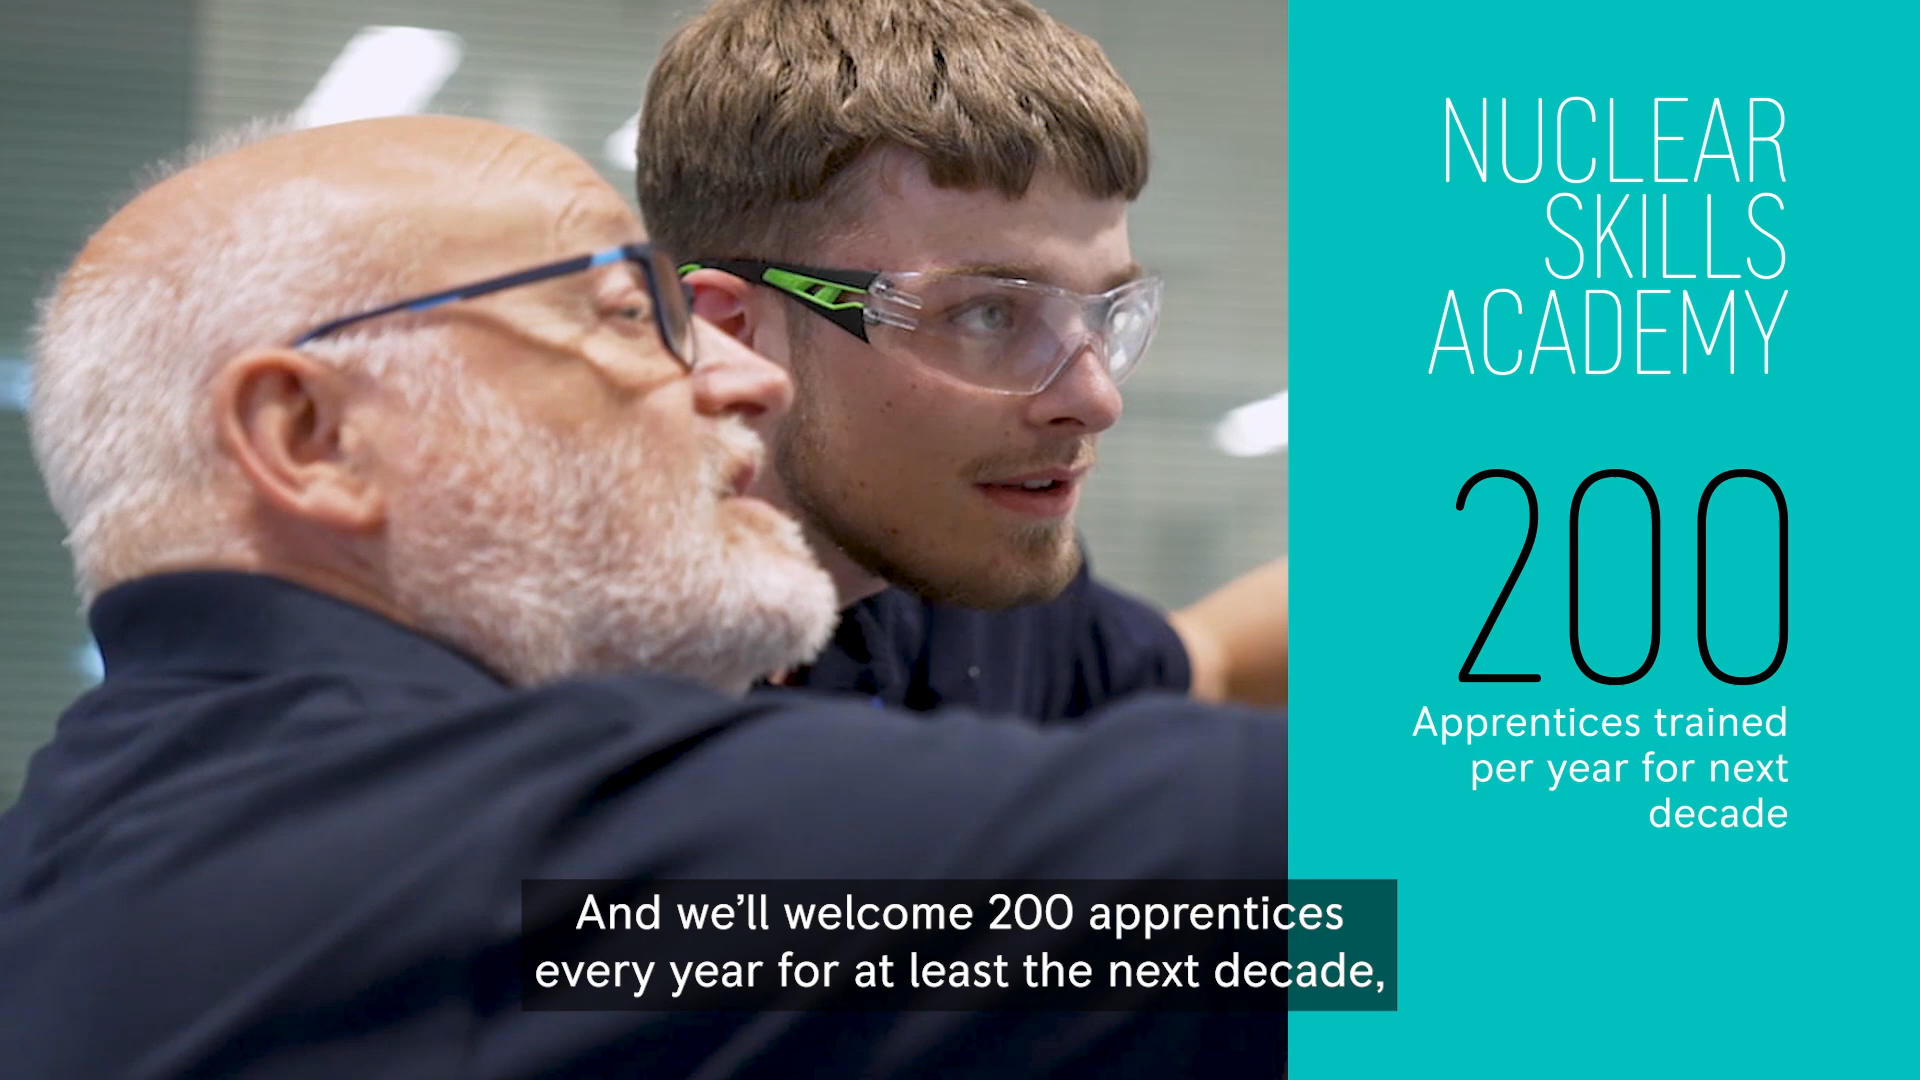 NUCLEAR
SKILLS
ACADEMY
200
Apprentices trained
per year for next
decade
And we’ll welcome 200 apprentices
every year for at least the next decade,